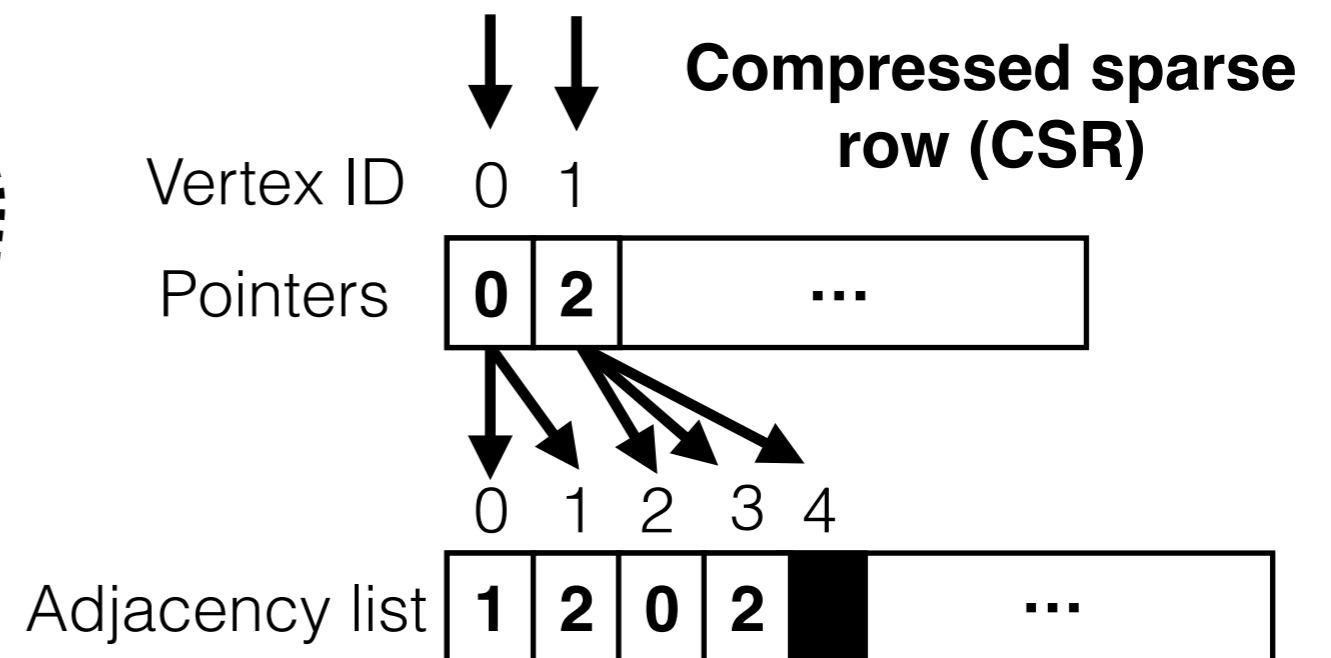 Compressed sparse
row (CSR)
Vertex ID 0 1
Pointers 0 2 ...
0 1 2 3 4
Adjacency list 1 2 0 2 ...